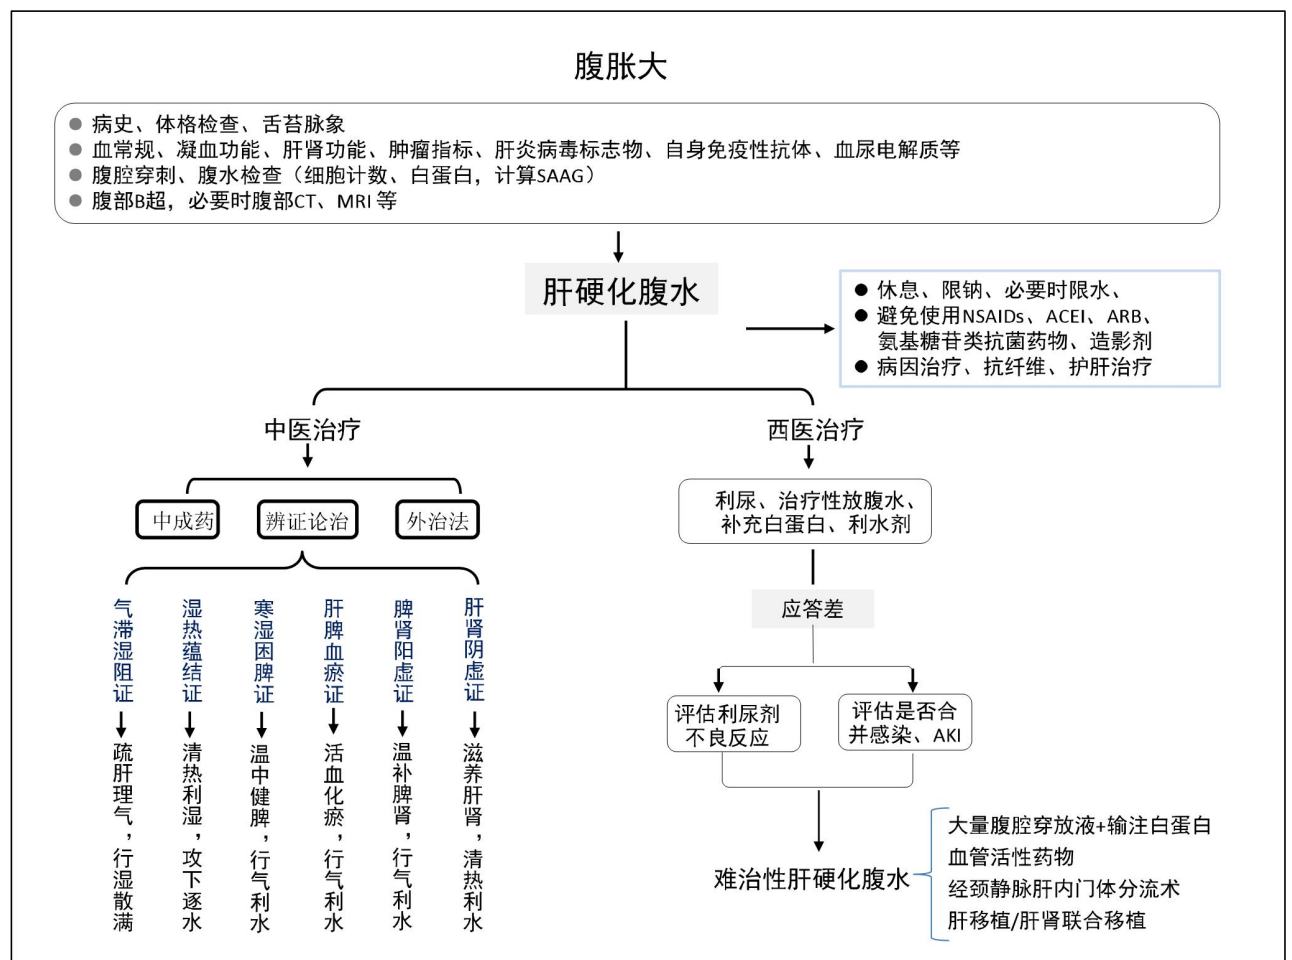 腹胀大
● 病史、体格检查、舌苔脉象
● 血常规、凝血功能、肝肾功能、肿瘤指标、肝炎病毒标志物、自身免疫性抗体、血尿电解质等
● 腹腔穿刺、腹水检查（细胞计数、白蛋白，计算SAAG）
● 腹部B超，必要时腹部CT、MRI 等
肝硬化腹水
● 休息、限钠、必要时限水、
● 避免使用NSAIDs、ACEI、ARB、
氨基糖苷类抗菌药物、造影剂
● 病因治疗、抗纤维、护肝治疗
中医治疗
中成药
辨证论治
外治法
气滞湿阻证
湿热蕴结证
寒湿困脾证
肝脾血瘀证
脾肾阳虚证
肝肾阴虚证
疏肝理气，行湿散满
清热利湿，攻下逐水
温中健脾，行气利水
活血化瘀，行气利水
温补脾肾，行气利水
滋养肝肾，清热利水
西医治疗
利尿、治疗性放腹水、
补充白蛋白、利水剂
应答差
评估利尿剂
不良反应
评估是否合
并感染、AKI
难治性肝硬化腹水
大量腹腔穿放液+输注白蛋白
血管活性药物
经颈静脉肝内门体分流术
肝移植/肝肾联合移植